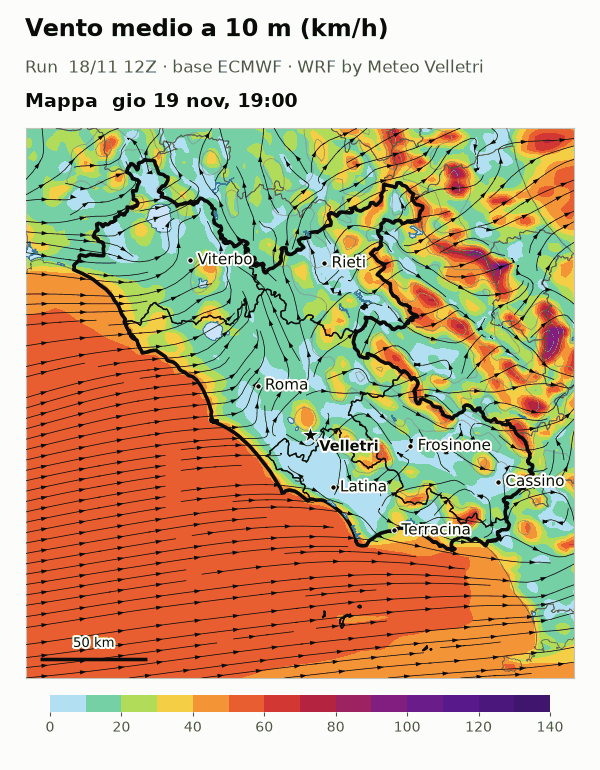 Vento medio a 10 m (km/h)
Run 18/11 12Z · base ECMWF · WRF by Meteo Velletri
Mappa gio 19 nov, 19:00
Viterbo
Rieti
Roma
Velletri
Frosinone
Cassino
Latina
Terracina
50 km
0 20 40 60 80 100 120 140